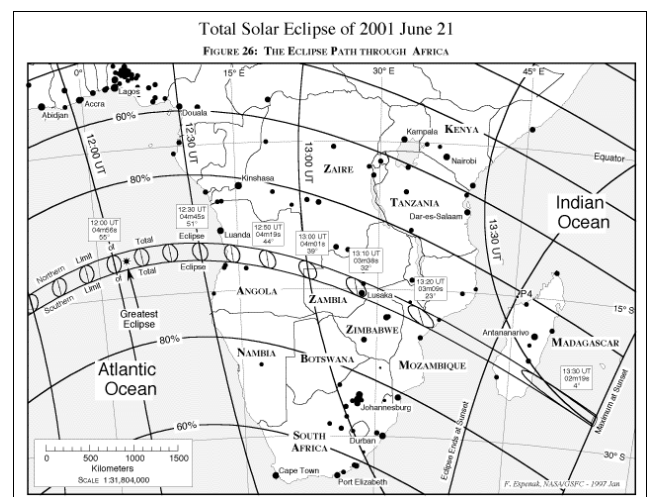 Total Solar Eclipse of 2001 June 21
FIGURE 26: THE ECLIPSE PATH THROUGH AFRICA
0°
15° E
30° E
45° E
Lagos
Accra
Abidjan
Douala
60%
KENYA
Kampala
Nairobi
Equator
12:00 UT
12:30 UT
13:00 UT
ZAIRE
80%
Kinshasa
TANZANIA
Dar-es-Salaam
Indian
Ocean
13:30 UT
12:00 UT
04m56s
55°
12:30 UT
04m45s
51°
12:50 UT
04m19s
44°
13:00 UT
04m01s
39°
13:10 UT
03m38s
32°
13:20 UT
03m09s
23°
Luanda
Northern Limit of Total Eclipse
Southern Limit of Total Eclipse
ANGOLA
ZAMBIA
Lusaka
P4
15° S
Greatest
Eclipse
ZIMBABWE
Antananarivo
MADAGASCAR
80%
NAMBIA
BOTSWANA
MOZAMBIQUE
13:30 UT
02m19s
4°
Atlantic
Ocean
Johannesburg
Eclipse Ends at Sunset
Maximum at Sunset
60%
SOUTH
AFRICA
Durban
30° S
0 500 1000 1500
Kilometers
SCALE 1:31,804,000
Cape Town
Port Elizabeth
F. Espenak, NASA/GSFC - 1997 Jan